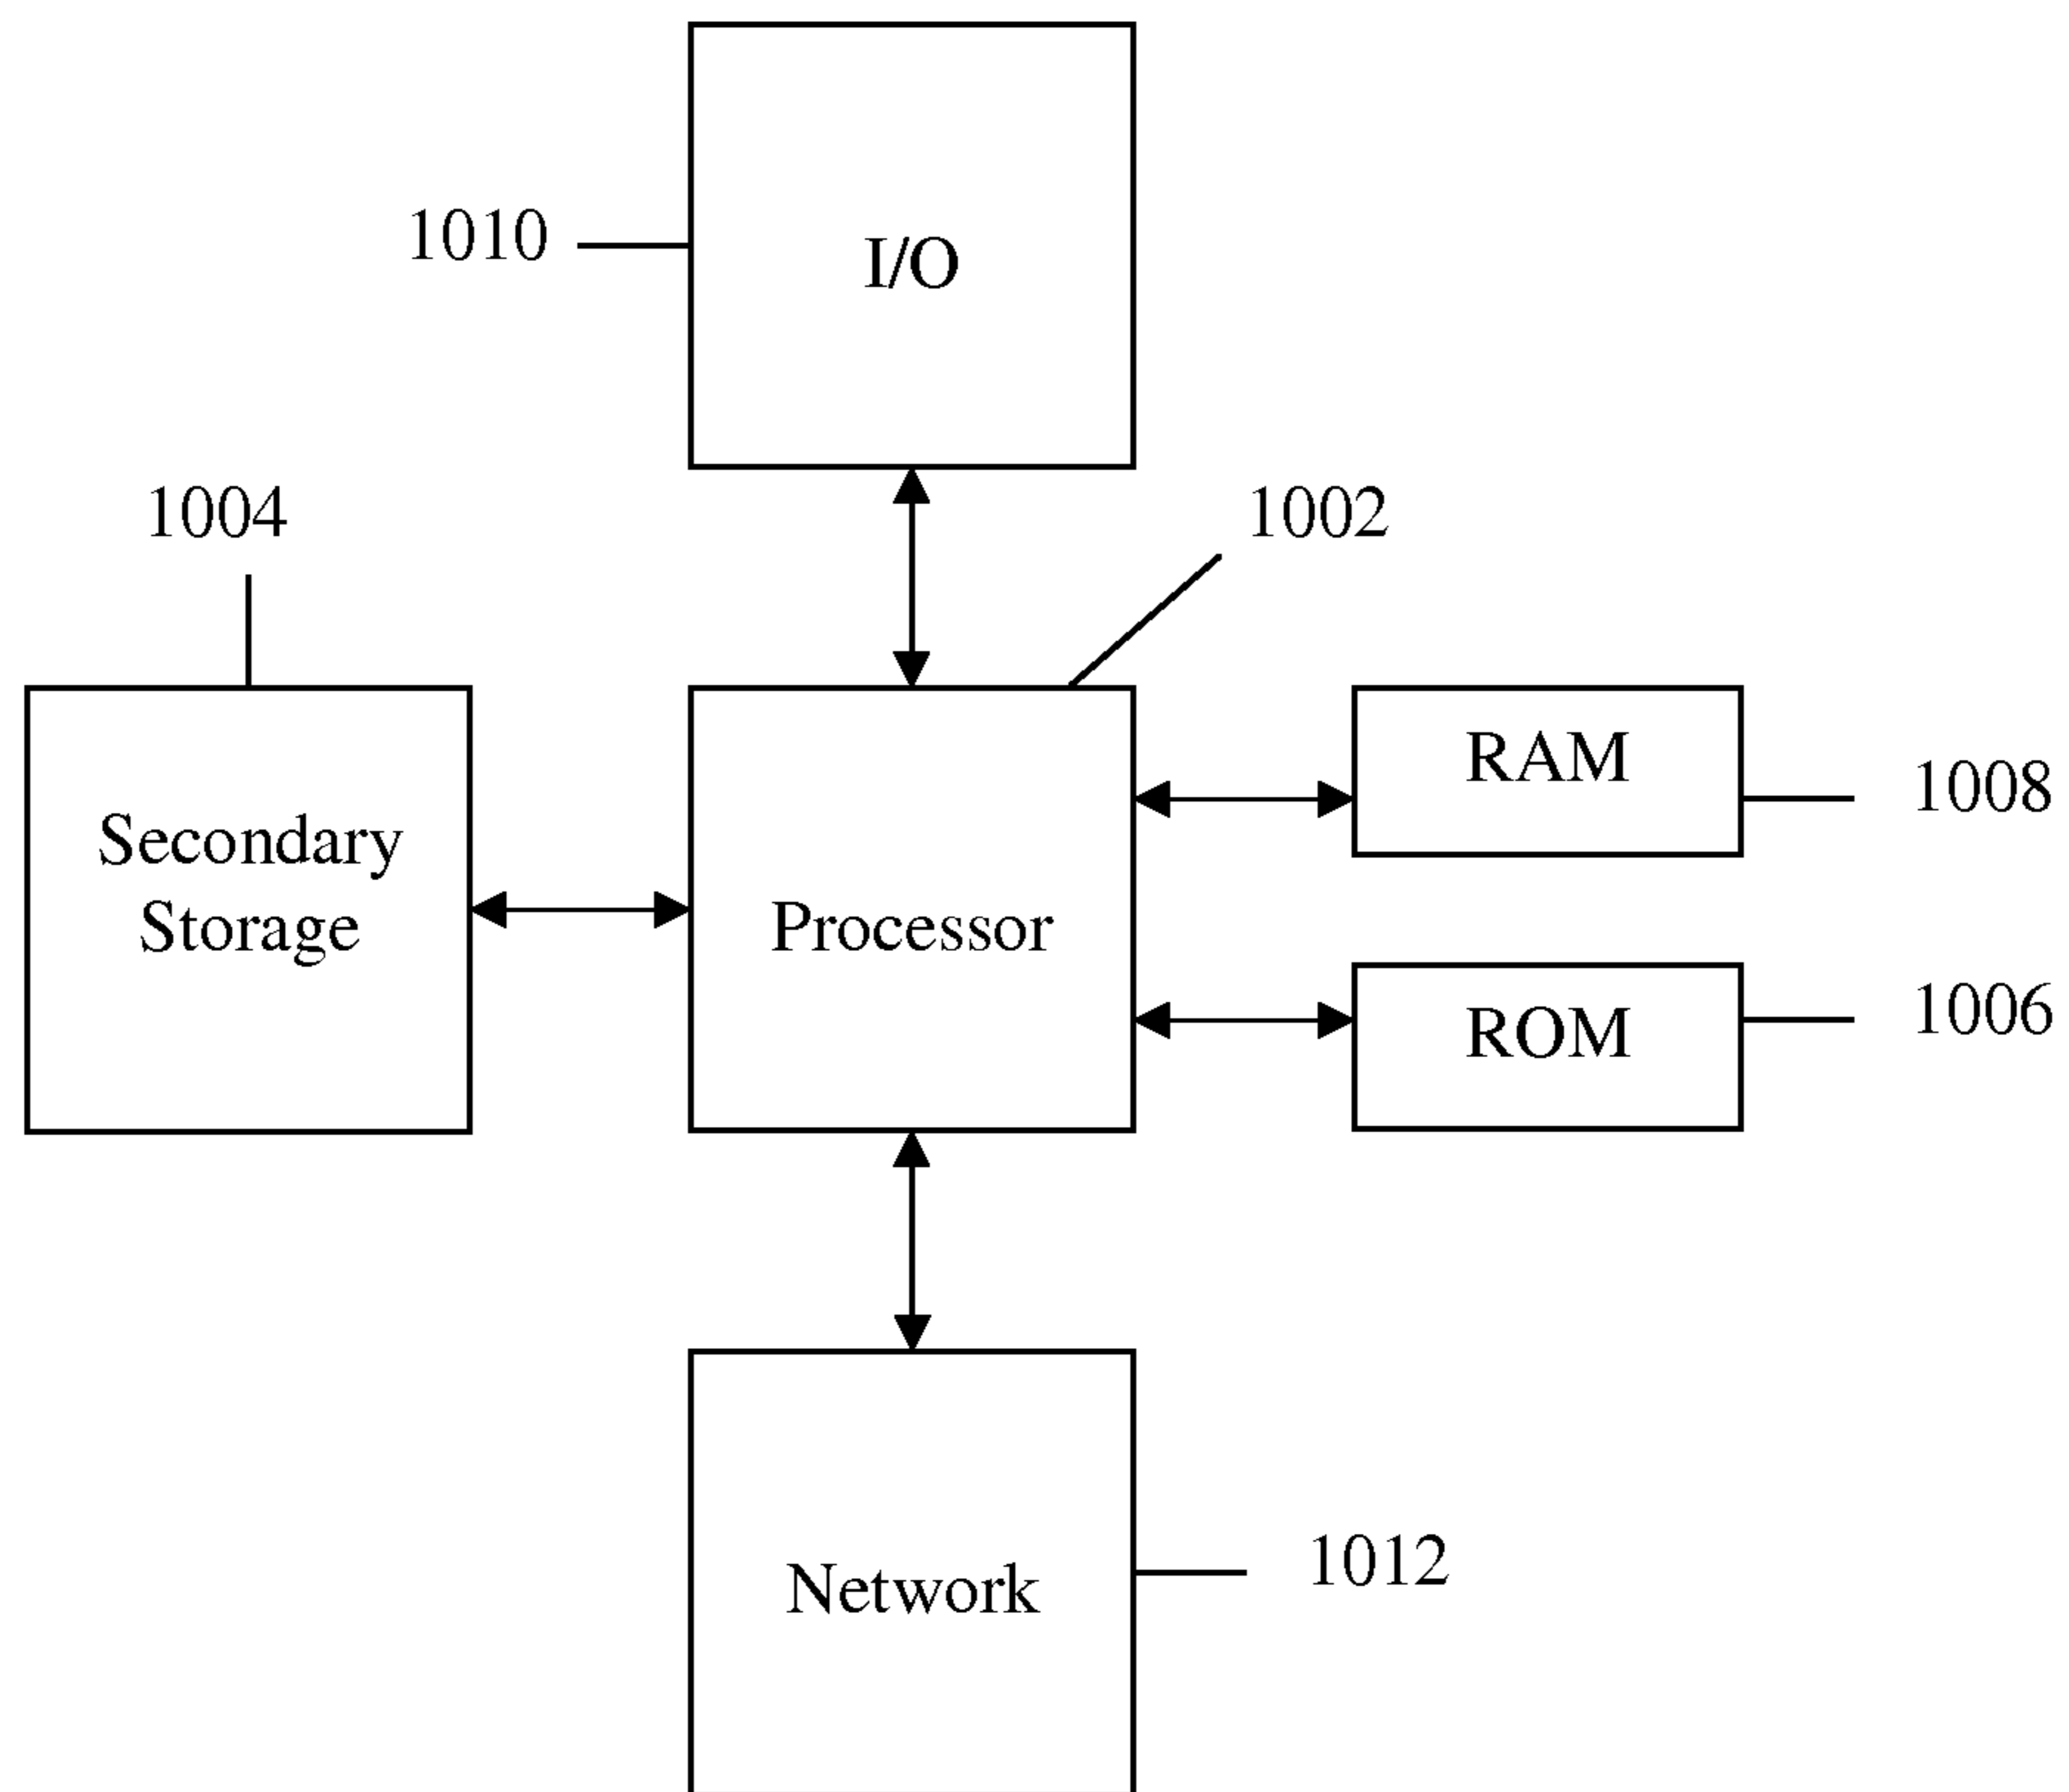 1010
I/O
1004
1002
RAM
1008
Secondary
Storage
Processor
ROM
1006
Network
1012